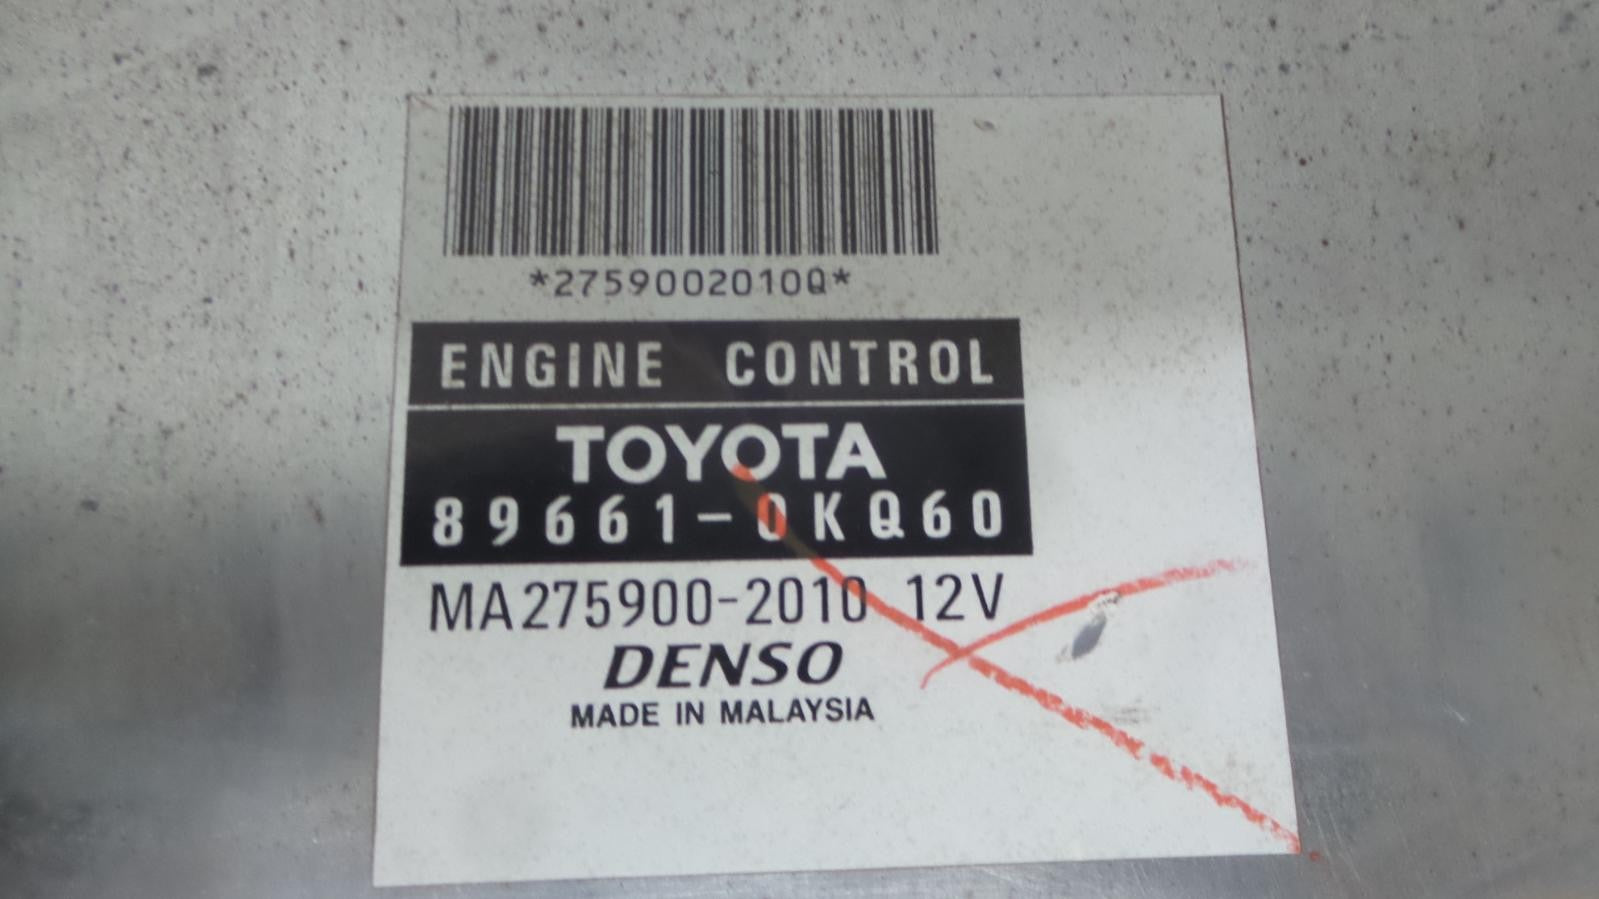 *2759002010Q*
ENGINE CONTROL
TOYOTA
89661-0KQ60
MA275900-2010 12V
DENSO
MADE IN MALAYSIA